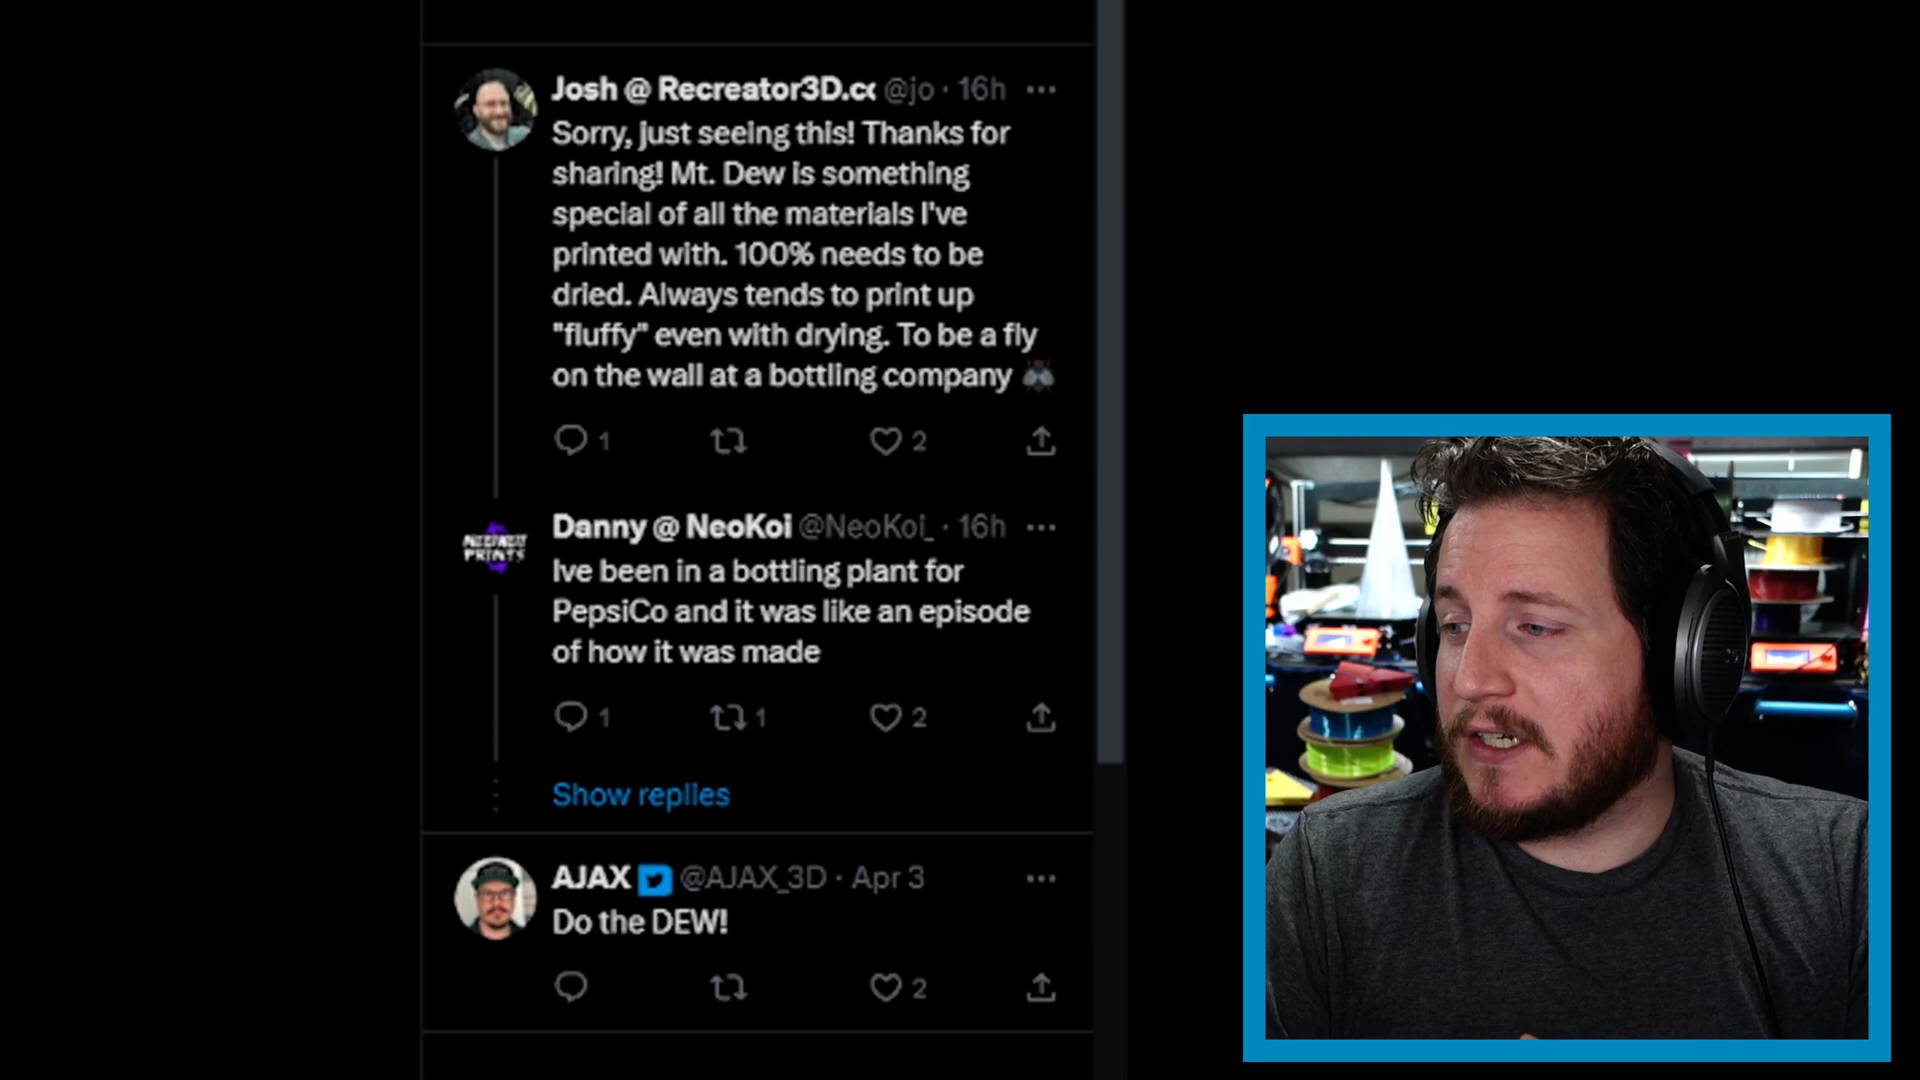 Josh @ Recreator3D.cc @jo · 16h
Sorry, just seeing this! Thanks for
sharing! Mt. Dew is something
special of all the materials I've
printed with. 100% needs to be
dried. Always tends to print up
"fluffy" even with drying. To be a fly
on the wall at a bottling company 🪰
1
2
Danny @ NeoKoi @NeoKoi_ · 16h
PRINTS
Ive been in a bottling plant for
PepsiCo and it was like an episode
of how it was made
1
1
2
Show replies
AJAX @AJAX_3D · Apr 3
Do the DEW!
2